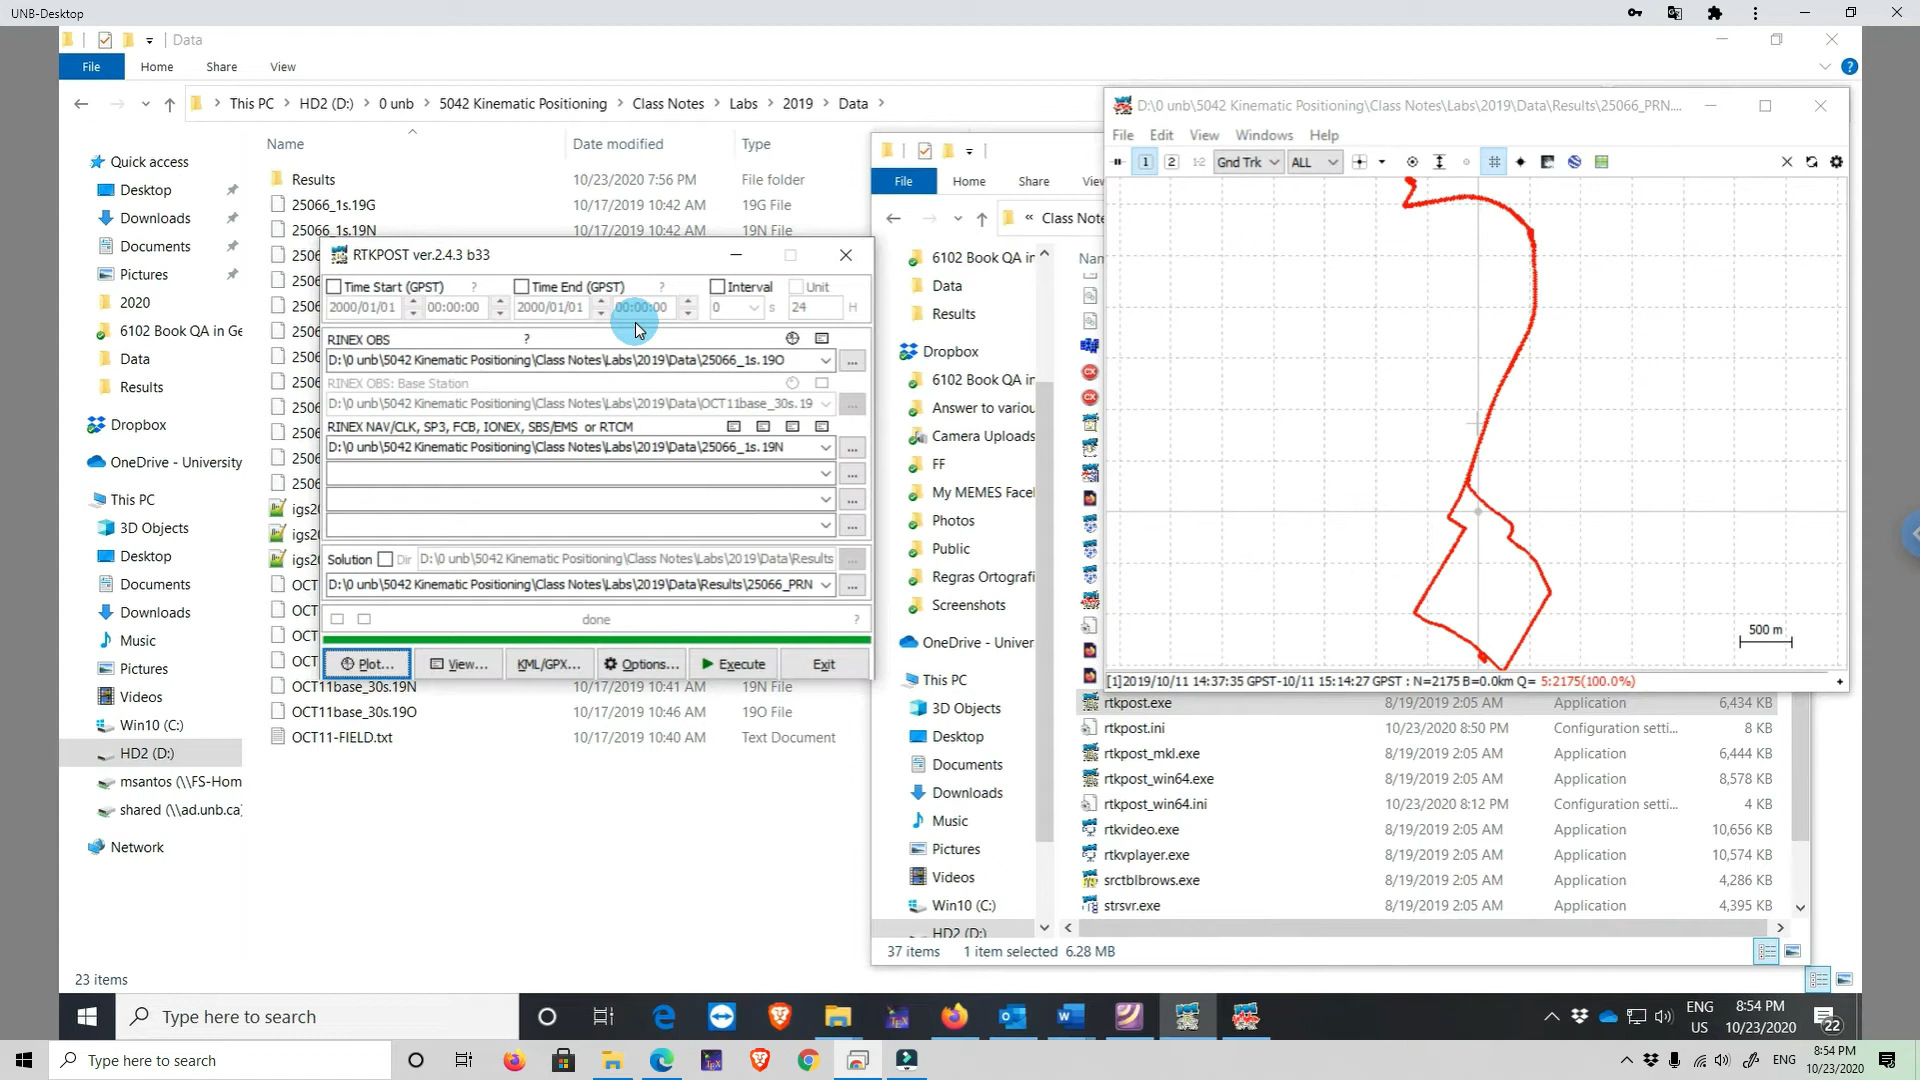 UNB-Desktop
Data
File Home Share View
This PC HD2 (D:) 0 unb 5042 Kinematic Positioning Class Notes Labs 2019 Data
Name Date modified Type
Quick access
Desktop
Downloads
Documents
Pictures
2020
6102 Book QA in Ge
Data
Results
Dropbox
OneDrive - University
This PC
3D Objects
Desktop
Documents
Downloads
Music
Pictures
Videos
Win10 (C:)
HD2 (D:)
msantos (\\FS-Hom
shared (\\ad.unb.ca)
Network
Results 10/23/2020 7:56 PM File folder
25066_1s.19G 10/17/2019 10:42 AM 19G File
25066_1s.19N 10/17/2019 10:42 AM 19N File
OCT11base_30s.19N 10/17/2019 10:41 AM 19N File
OCT11base_30s.19O 10/17/2019 10:46 AM 19O File
OCT11-FIELD.txt 10/17/2019 10:40 AM Text Document
23 items
RTKPOST ver.2.4.3 b33
Time Start (GPST) ? Time End (GPST) ? Interval Unit
2000/01/01 00:00:00 2000/01/01 00:00:00 0 s 24 H
RINEX OBS ?
D:\0 unb\5042 Kinematic Positioning\Class Notes\Labs\2019\Data\25066_1s.19O ...
RINEX OBS: Base Station
D:\0 unb\5042 Kinematic Positioning\Class Notes\Labs\2019\Data\OCT11base_30s.19 ...
RINEX NAV/CLK, SP3, FCB, IONEX, SBS/EMS or RTCM
D:\0 unb\5042 Kinematic Positioning\Class Notes\Labs\2019\Data\25066_1s.19N ...
...
...
...
Solution Dir D:\0 unb\5042 Kinematic Positioning\Class Notes\Labs\2019\Data\Results ...
D:\0 unb\5042 Kinematic Positioning\Class Notes\Labs\2019\Data\Results\25066_PRN ...
done ?
Plot... View... KML/GPX... Options... Execute Exit
File Home Share View
« Class Note
6102 Book QA in
Data
Results
Dropbox
6102 Book QA in
Answer to variou
Camera Uploads
FF
My MEMES Facel
Photos
Public
Regras Ortografi
Screenshots
OneDrive - Univer
This PC
3D Objects
Desktop
Documents
Downloads
Music
Pictures
Videos
Win10 (C:)
HD2 (D:)
rtkpost.exe 8/19/2019 2:05 AM Application 6,434 KB
rtkpost.ini 10/23/2020 8:50 PM Configuration setti... 8 KB
rtkpost_mkl.exe 8/19/2019 2:05 AM Application 6,444 KB
rtkpost_win64.exe 8/19/2019 2:05 AM Application 8,578 KB
rtkpost_win64.ini 10/23/2020 8:12 PM Configuration setti... 4 KB
rtkvideo.exe 8/19/2019 2:05 AM Application 10,656 KB
rtkvplayer.exe 8/19/2019 2:05 AM Application 10,574 KB
srctblbrows.exe 8/19/2019 2:05 AM Application 4,286 KB
strsvr.exe 8/19/2019 2:05 AM Application 4,395 KB
37 items 1 item selected 6.28 MB
D:\0 unb\5042 Kinematic Positioning\Class Notes\Labs\2019\Data\Results\25066_PRN....
File Edit View Windows Help
1 2 1-2 Gnd Trk ALL
500 m
[1]2019/10/11 14:37:35 GPST-10/11 15:14:27 GPST : N=2175 B=0.0km Q= 5:2175(100.0%)
Type here to search
ENG
US
8:54 PM
10/23/2020
22
Type here to search
ENG
8:54 PM
10/23/2020